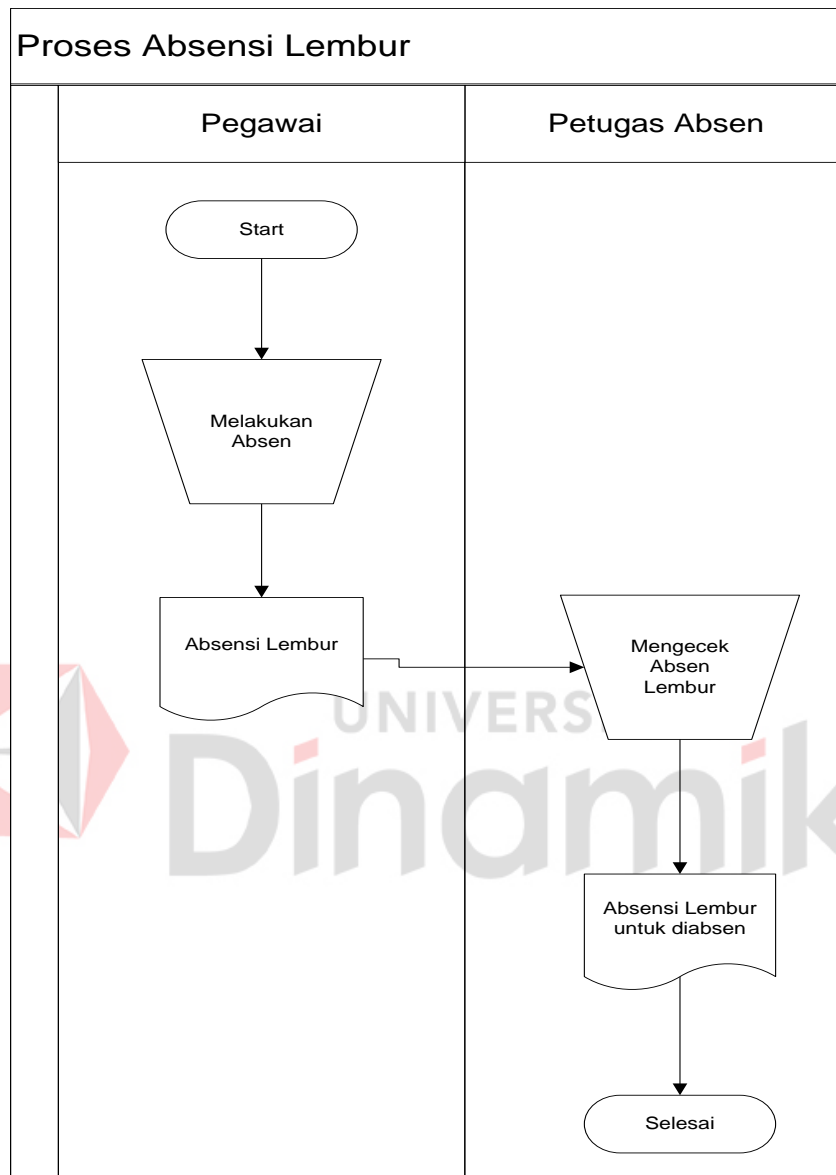 Proses Absensi Lembur
Pegawai
Petugas Absen
Start
Melakukan
Absen
Absensi Lembur
Mengecek
Absen
Lembur
UNIVERS
Dinamik
Absensi Lembur
untuk diabsen
Selesai